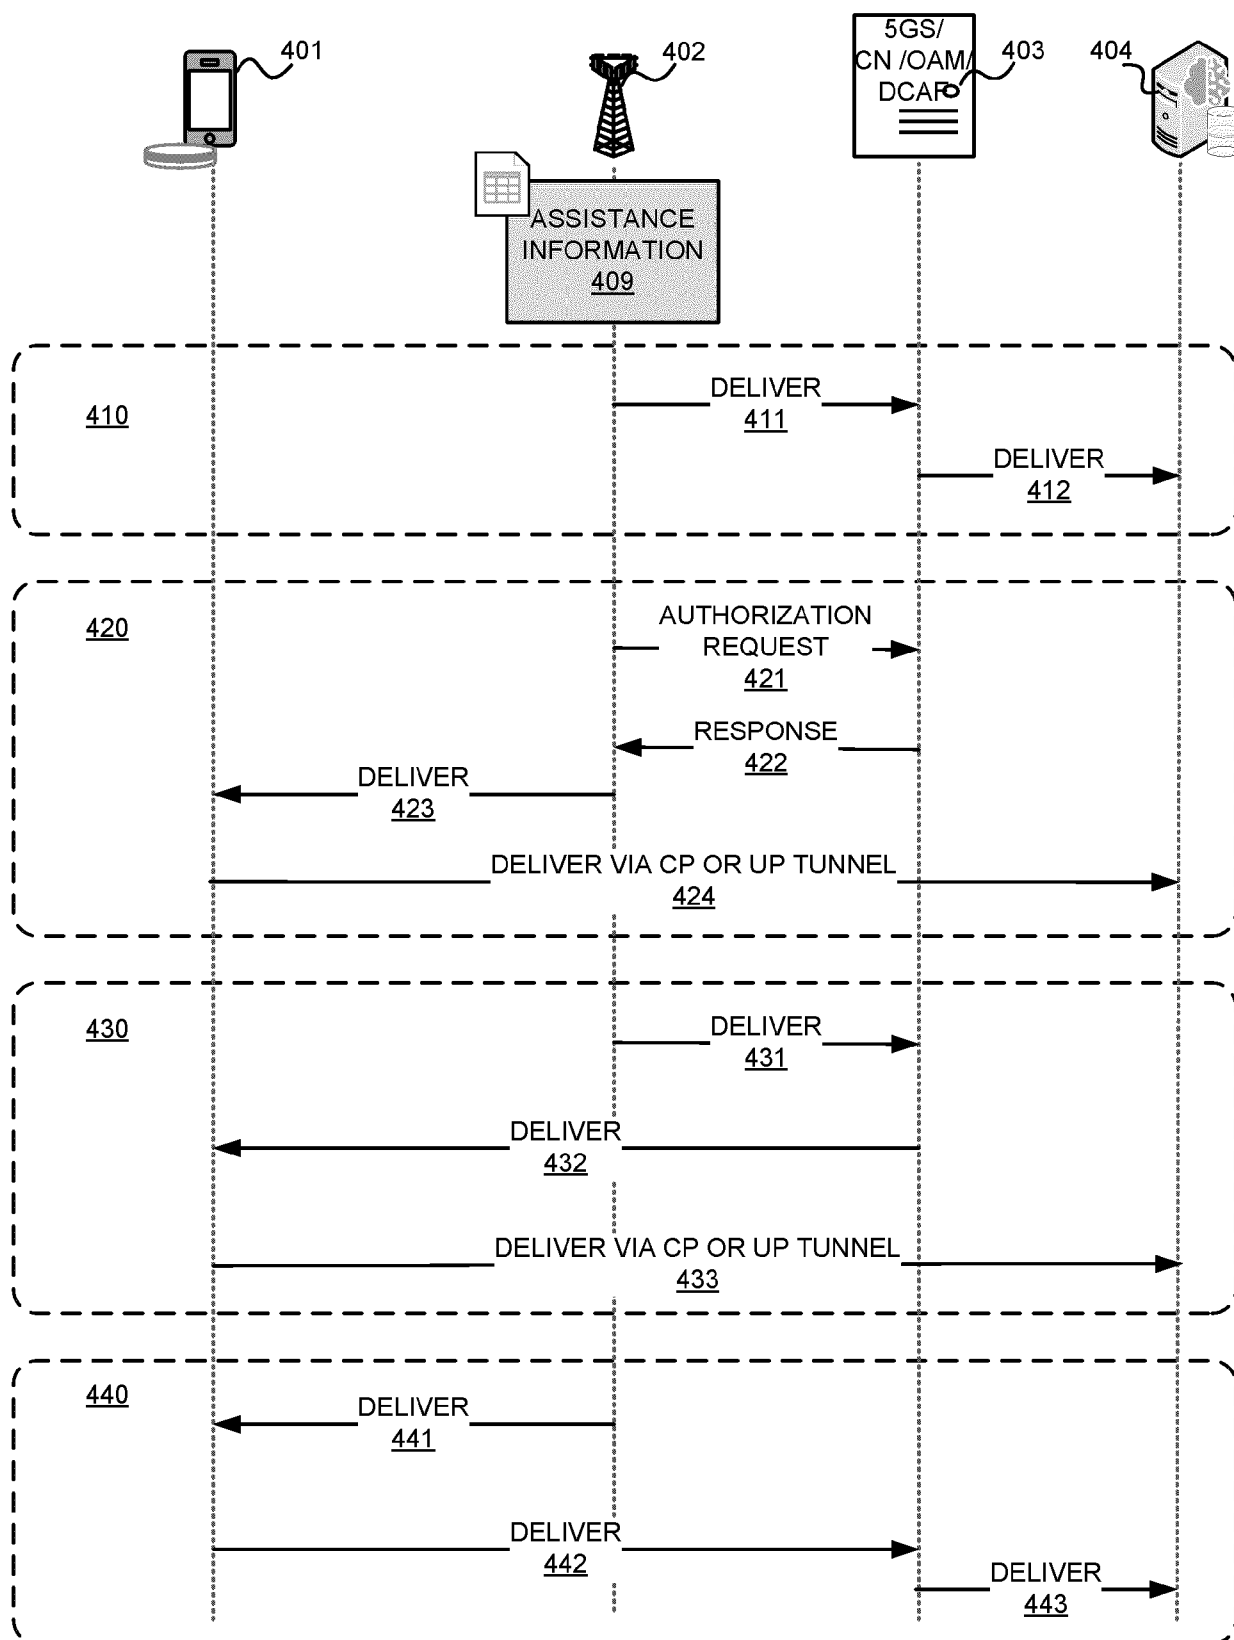 401
402
5GS/
CN /OAM/
DCAF
403
404
ASSISTANCE
INFORMATION
409
410
DELIVER
411
DELIVER
412
420
AUTHORIZATION
REQUEST
421
RESPONSE
422
DELIVER
423
DELIVER VIA CP OR UP TUNNEL
424
430
DELIVER
431
DELIVER
432
DELIVER VIA CP OR UP TUNNEL
433
440
DELIVER
441
DELIVER
442
DELIVER
443